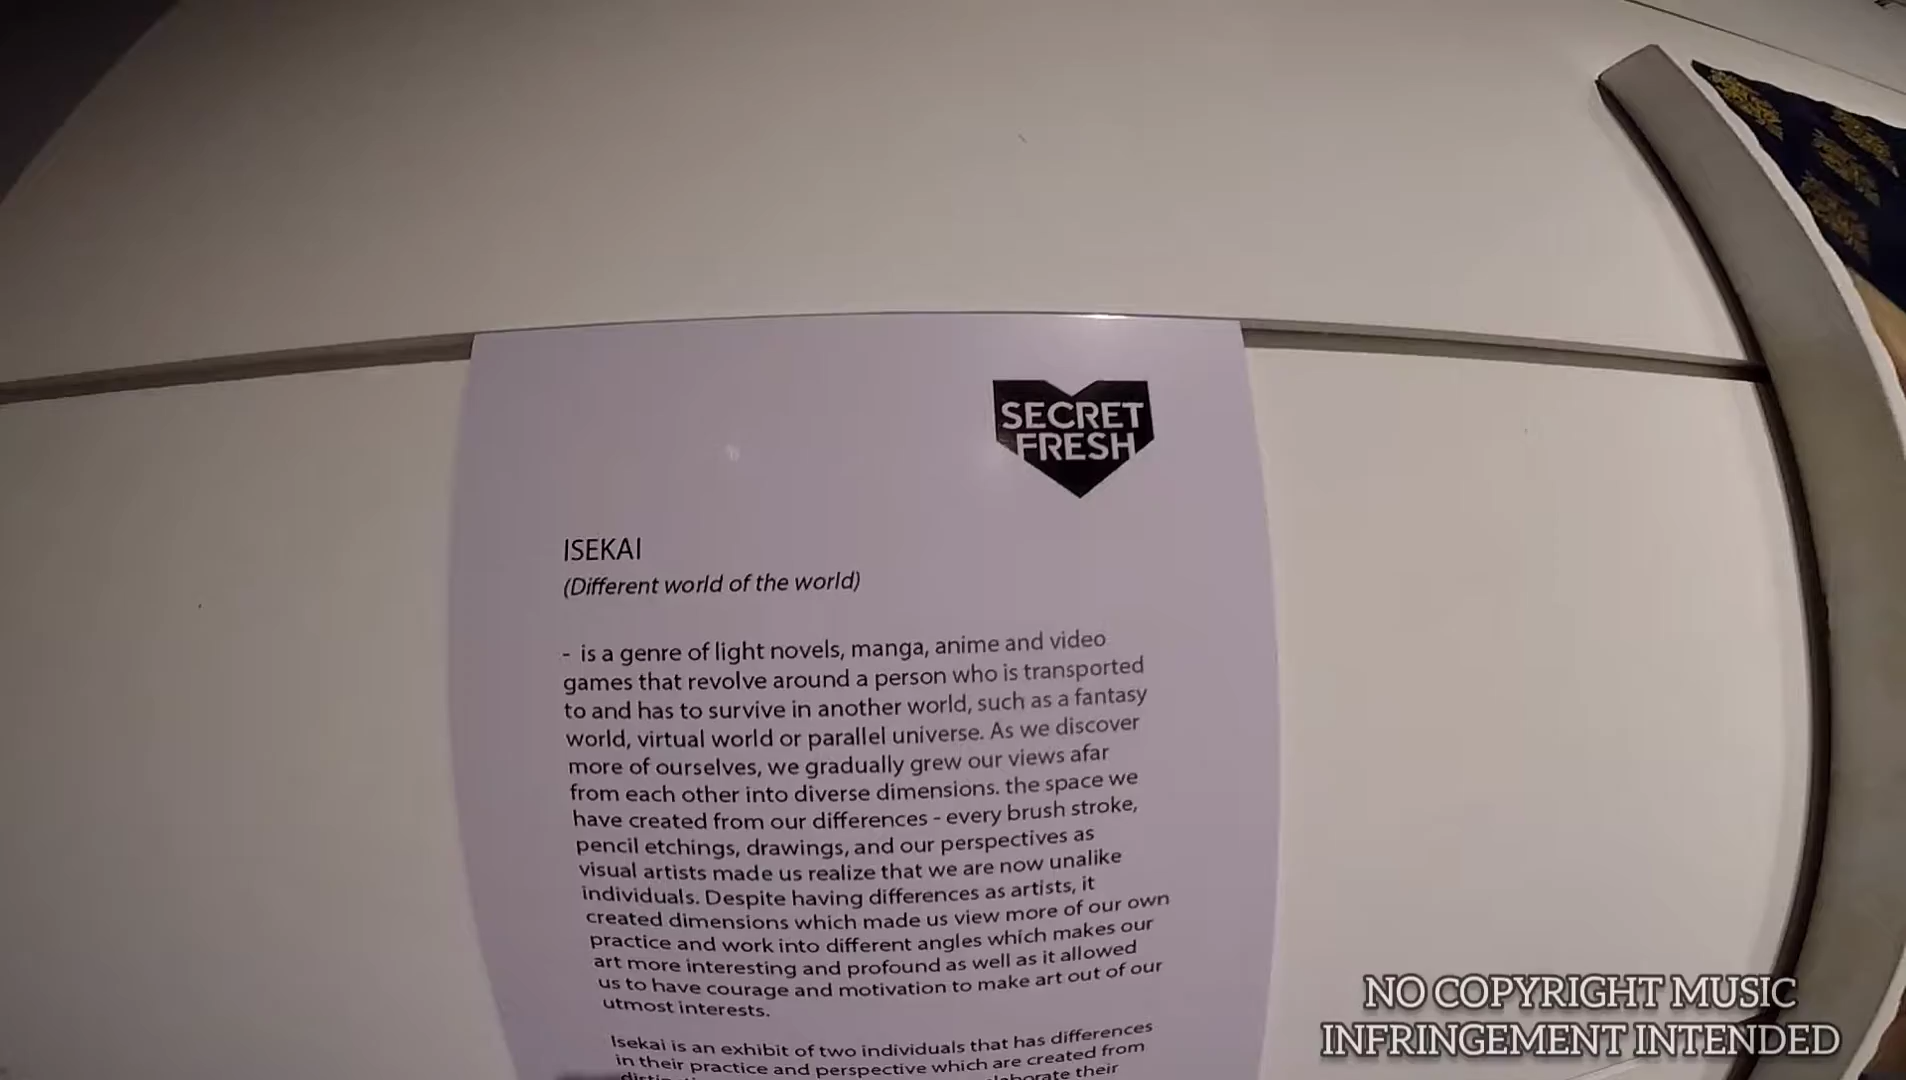 SECRET
FRESH
ISEKAI
(Different world of the world)
- is a genre of light novels, manga, anime and video
games that revolve around a person who is transported
to and has to survive in another world, such as a fantasy
world, virtual world or parallel universe. As we discover
more of ourselves, we gradually grew our views afar
from each other into diverse dimensions. the space we
have created from our differences - every brush stroke,
pencil etchings, drawings, and our perspectives as
visual artists made us realize that we are now unalike
individuals. Despite having differences as artists, it
created dimensions which made us view more of our own
practice and work into different angles which makes our
art more interesting and profound as well as it allowed
us to have courage and motivation to make art out of our
utmost interests.
Isekai is an exhibit of two individuals that has differences
in their practice and perspective which are created from
their
NO COPYRIGHT MUSIC
INFRINGEMENT INTENDED